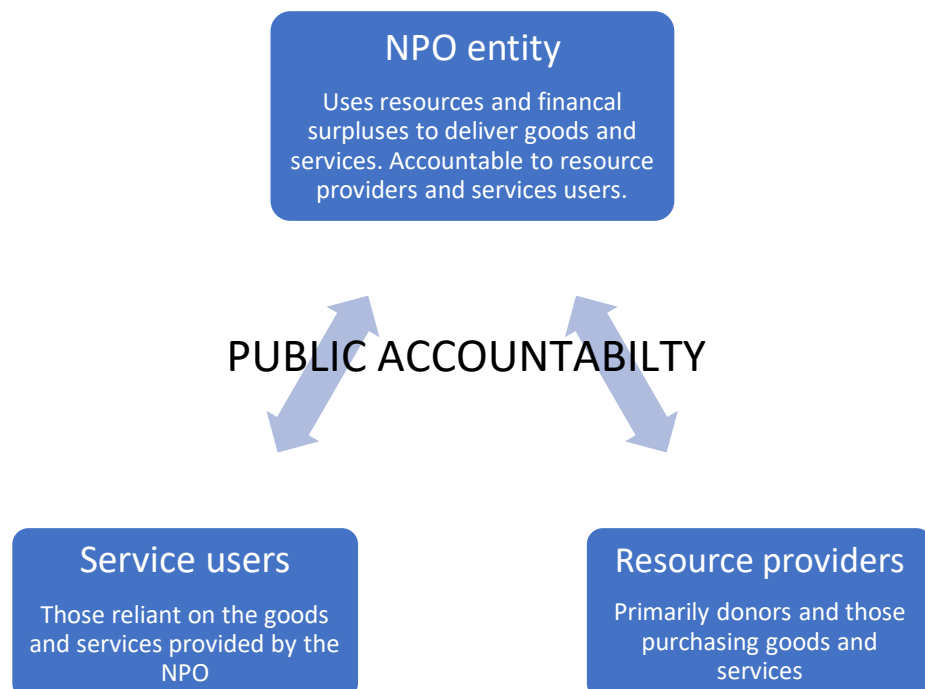 NPO entity
Uses resources and financal
surpluses to deliver goods and
services. Accountable to resource
providers and services users.
PUBLIC ACCOUNTABILTY
Service users
Those reliant on the goods
and services provided by the
NPO
Resource providers
Primarily donors and those
purchasing goods and
services